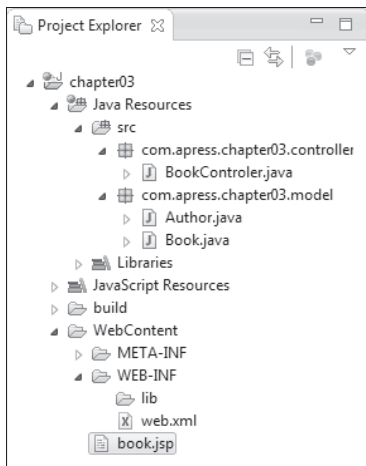 Project Explorer
chapter03
Java Resources
src
com.apress.chapter03.controller
BookControler.java
com.apress.chapter03.model
Author.java
Book.java
Libraries
JavaScript Resources
build
WebContent
META-INF
WEB-INF
lib
web.xml
book.jsp